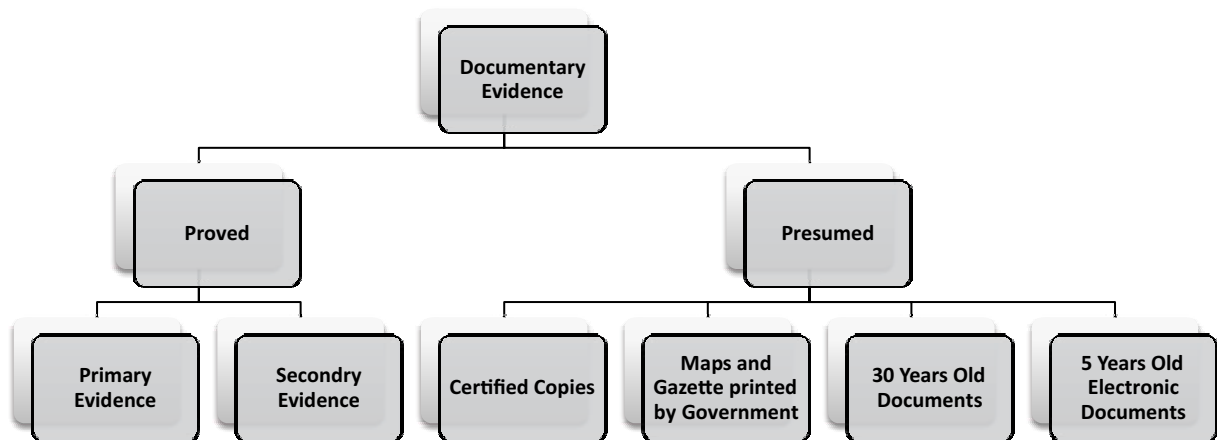 Documentary
Evidence
Proved
Presumed
Primary
Evidence
Secondry
Evidence
Certified Copies
Maps and
Gazette printed
by Government
30 Years Old
Documents
5 Years Old
Electronic
Documents